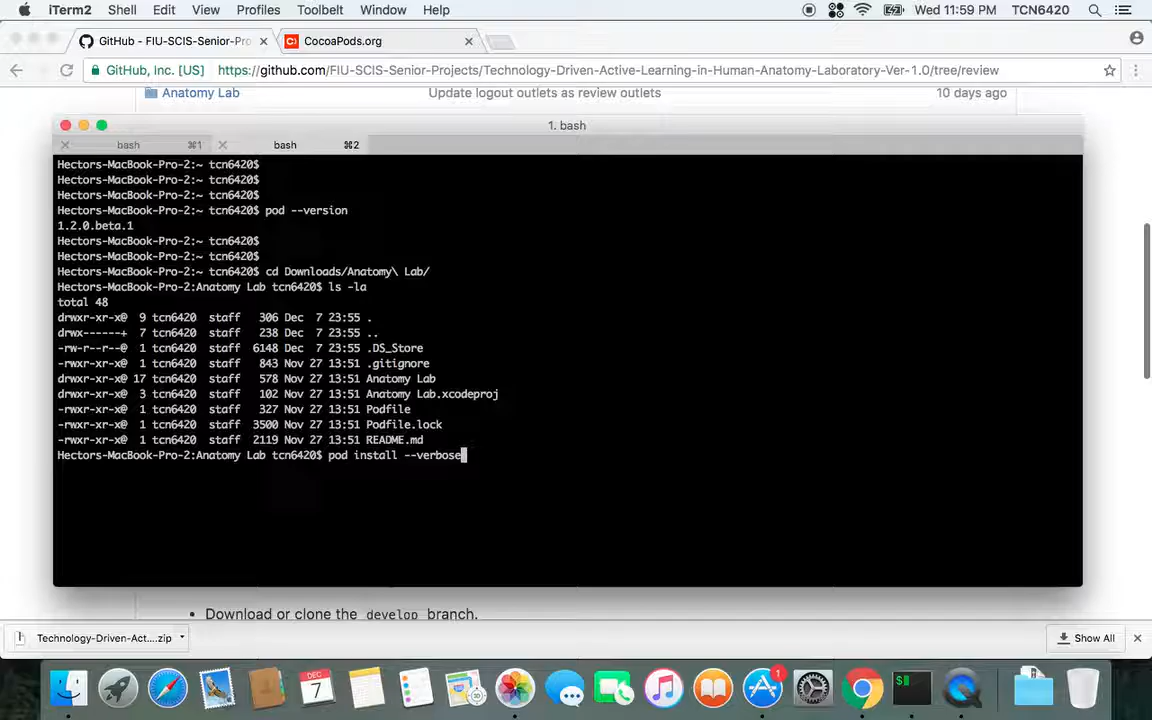 iTerm2 Shell Edit View Profiles Toolbelt Window Help Wed 11:59 PM TCN6420
GitHub - FIU-SCIS-Senior-Pro CocoaPods.org
GitHub, Inc. [US] https://github.com/FIU-SCIS-Senior-Projects/Technology-Driven-Active-Learning-in-Human-Anatomy-Laboratory-Ver-1.0/tree/review
Anatomy Lab Update logout outlets as review outlets 10 days ago
1. bash
bash ⌘1 bash ⌘2
Hectors-MacBook-Pro-2:~ tcn6420$
Hectors-MacBook-Pro-2:~ tcn6420$
Hectors-MacBook-Pro-2:~ tcn6420$
Hectors-MacBook-Pro-2:~ tcn6420$ pod --version
1.2.0.beta.1
Hectors-MacBook-Pro-2:~ tcn6420$
Hectors-MacBook-Pro-2:~ tcn6420$
Hectors-MacBook-Pro-2:~ tcn6420$ cd Downloads/Anatomy\ Lab/
Hectors-MacBook-Pro-2:Anatomy Lab tcn6420$ ls -la
total 48
drwxr-xr-x@ 9 tcn6420 staff 306 Dec 7 23:55 .
drwx------+ 7 tcn6420 staff 238 Dec 7 23:55 ..
-rw-r--r--@ 1 tcn6420 staff 6148 Dec 7 23:55 .DS_Store
-rwxr-xr-x@ 1 tcn6420 staff 843 Nov 27 13:51 .gitignore
drwxr-xr-x@ 17 tcn6420 staff 578 Nov 27 13:51 Anatomy Lab
drwxr-xr-x@ 3 tcn6420 staff 102 Nov 27 13:51 Anatomy Lab.xcodeproj
-rwxr-xr-x@ 1 tcn6420 staff 327 Nov 27 13:51 Podfile
-rwxr-xr-x@ 1 tcn6420 staff 3500 Nov 27 13:51 Podfile.lock
-rwxr-xr-x@ 1 tcn6420 staff 2119 Nov 27 13:51 README.md
Hectors-MacBook-Pro-2:Anatomy Lab tcn6420$ pod install --verbose
• Download or clone the develop branch.
Technology-Driven-Act....zip Show All
DEC
7
1
$